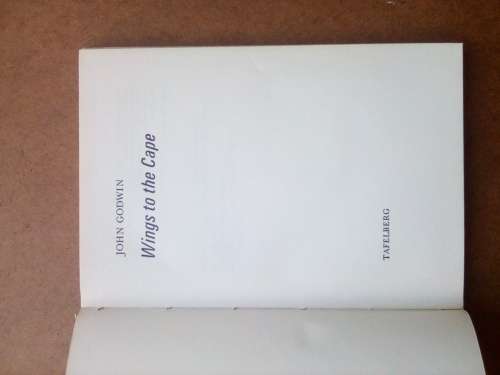 JOHN GODWIN
Wings to the Cape
TAFELBERG